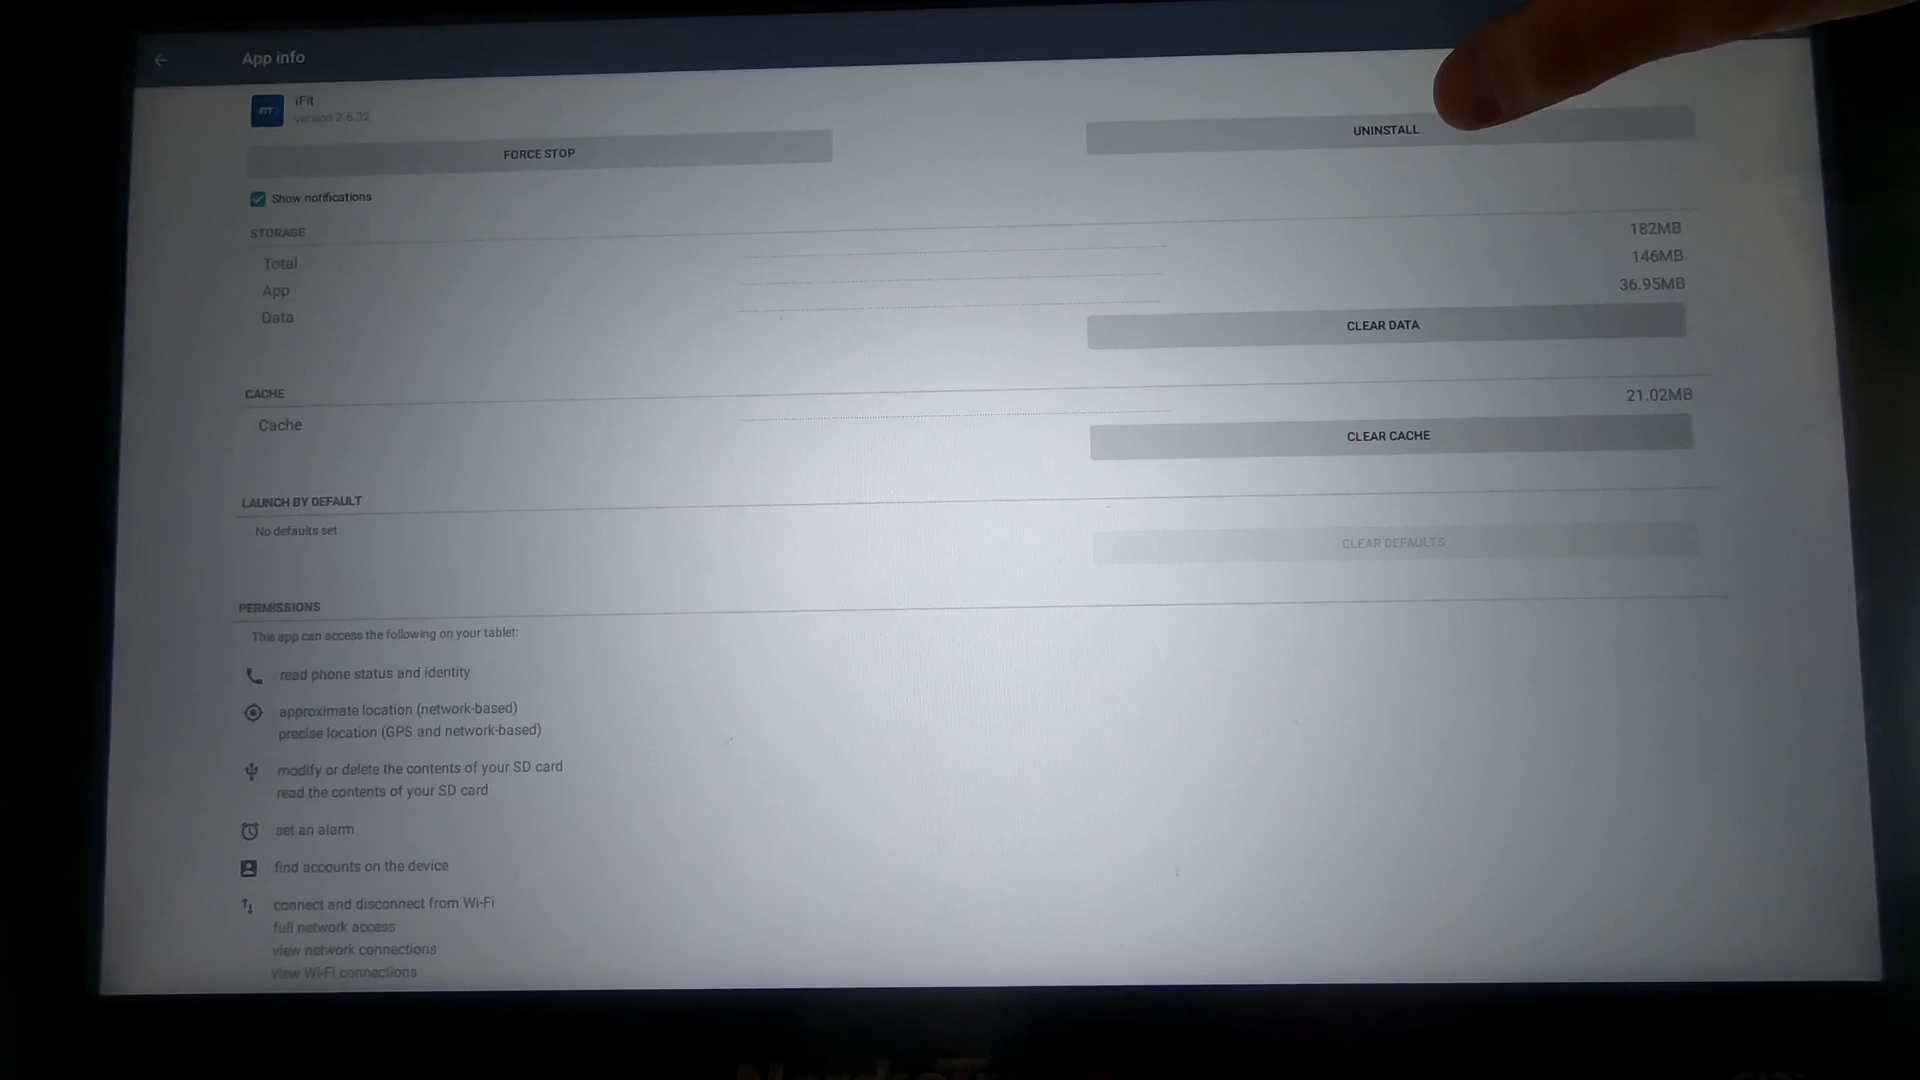 App info
iFit
version 2.6.32
FORCE STOP
UNINSTALL
Show notifications
STORAGE
Total
182MB
App
146MB
Data
36.95MB
CLEAR DATA
CACHE
Cache
21.02MB
CLEAR CACHE
LAUNCH BY DEFAULT
No defaults set.
CLEAR DEFAULTS
PERMISSIONS
This app can access the following on your tablet:
read phone status and identity
approximate location (network-based)
precise location (GPS and network-based)
modify or delete the contents of your SD card
read the contents of your SD card
set an alarm
find accounts on the device
connect and disconnect from Wi-Fi
full network access
view network connections
view Wi-Fi connections